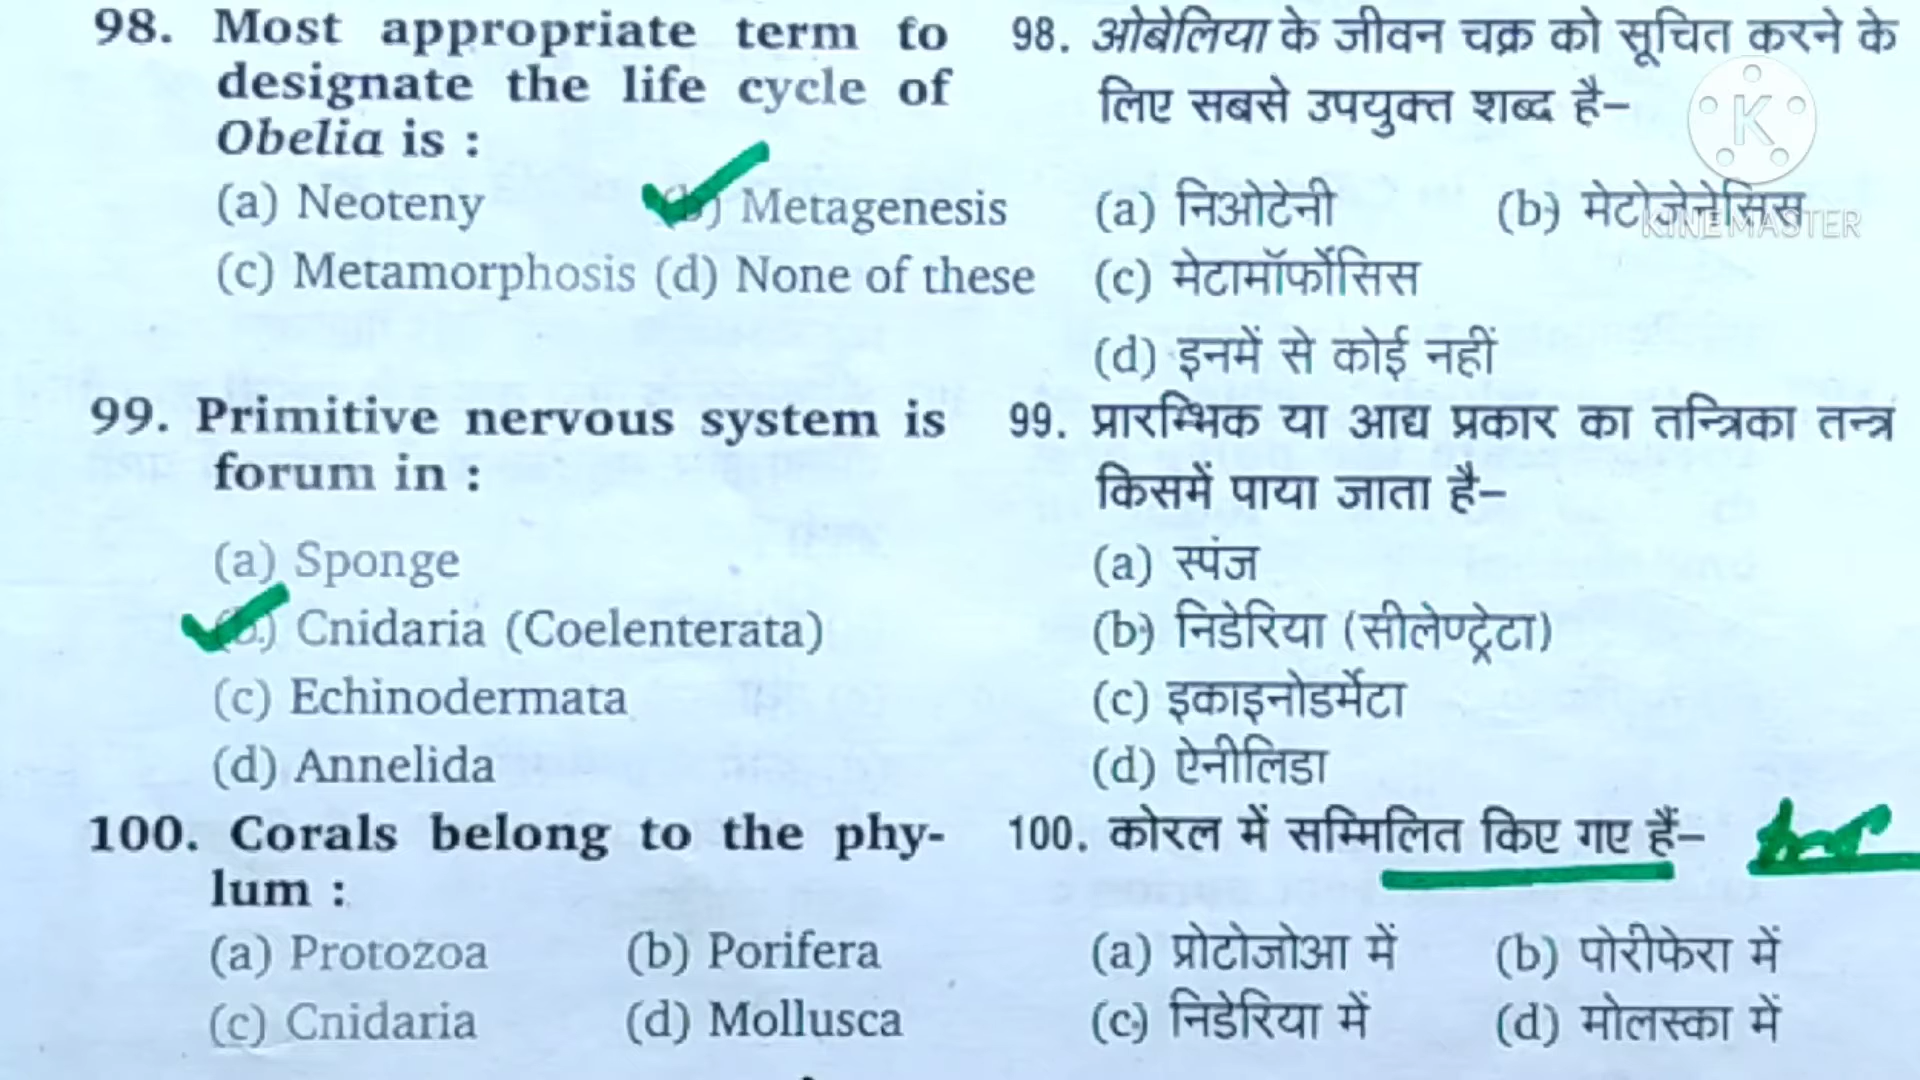 98. Most appropriate term to
designate the life cycle of
Obelia is :
(a) Neoteny (b) Metagenesis
(c) Metamorphosis (d) None of these
99. Primitive nervous system is
forum in :
(a) Sponge
(b) Cnidaria (Coelenterata)
(c) Echinodermata
(d) Annelida
100. Corals belong to the phy-
lum :
(a) Protozoa (b) Porifera
(c) Cnidaria (d) Mollusca
98. ओबेलिया के जीवन चक्र को सूचित करने के
लिए सबसे उपयुक्त शब्द है–
(a) निओटेनी (b) मेटोजेनेसिस
(c) मेटामॉर्फोसिस
(d) इनमें से कोई नहीं
99. प्रारम्भिक या आद्य प्रकार का तन्त्रिका तन्त्र
किसमें पाया जाता है–
(a) स्पंज
(b) निडेरिया (सीलेण्ट्रेटा)
(c) इकाइनोडर्मेटा
(d) ऐनीलिडा
100. कोरल में सम्मिलित किए गए हैं–
(a) प्रोटोजोआ में (b) पोरीफेरा में
(c) निडेरिया में (d) मोलस्का में
K
KINEMASTER